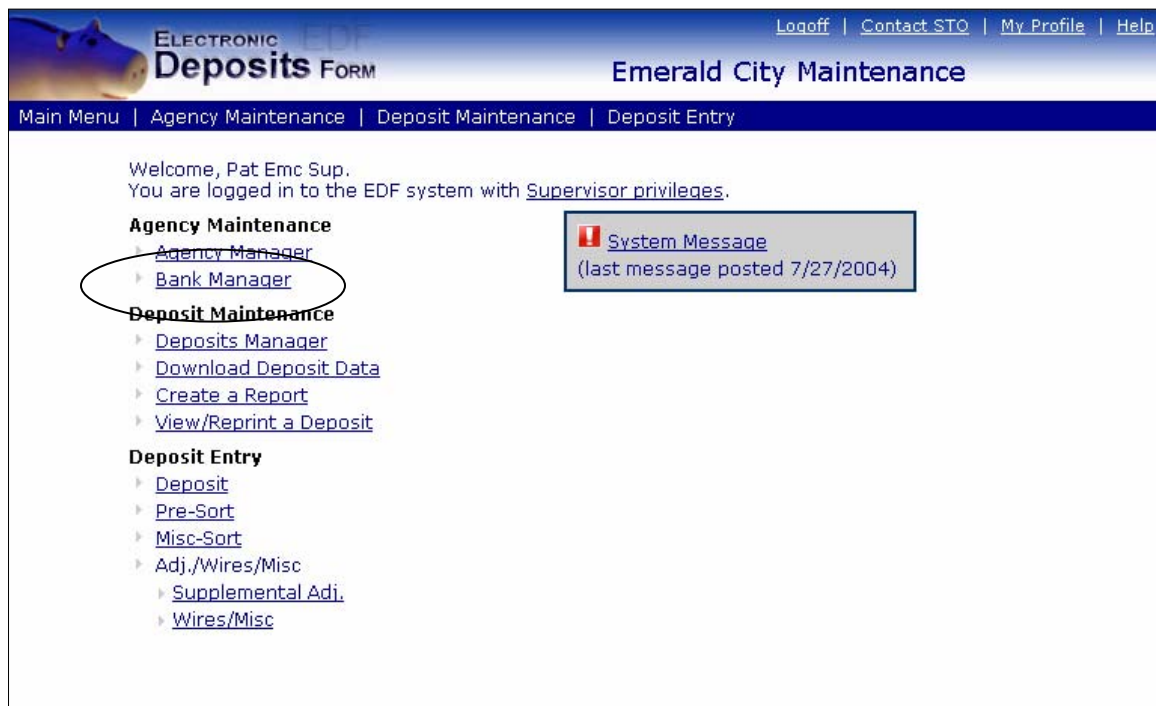 Logoff | Contact STO | My Profile | Help
ELECTRONIC EDF
Deposits FORM
Emerald City Maintenance
Main Menu | Agency Maintenance | Deposit Maintenance | Deposit Entry
Welcome, Pat Emc Sup.
You are logged in to the EDF system with Supervisor privileges.
Agency Maintenance
Agency Manager
Bank Manager
System Message
(last message posted 7/27/2004)
Deposit Maintenance
Deposits Manager
Download Deposit Data
Create a Report
View/Reprint a Deposit
Deposit Entry
Deposit
Pre-Sort
Misc-Sort
Adj./Wires/Misc
Supplemental Adj.
Wires/Misc